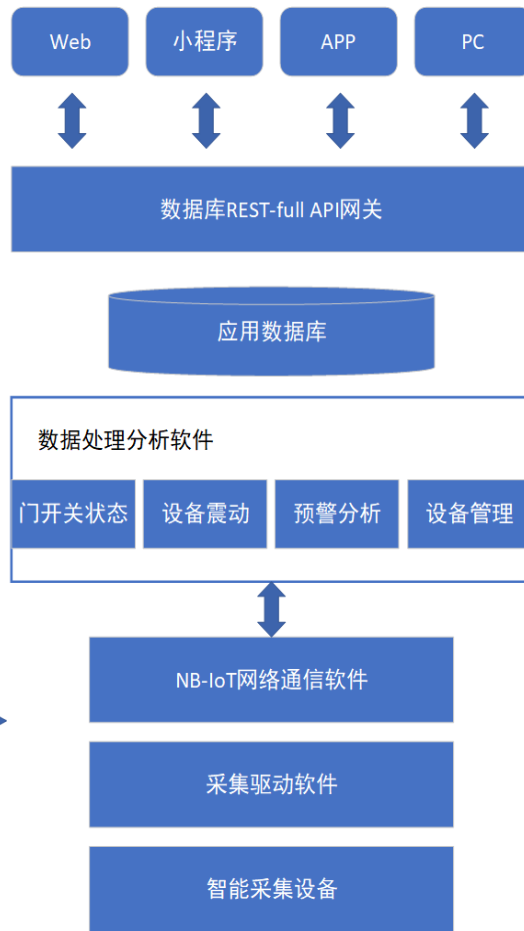 Web
小程序
APP
PC
数据库REST-full API网关
应用数据库
数据处理分析软件
门开关状态
设备震动
预警分析
设备管理
NB-IoT网络通信软件
采集驱动软件
智能采集设备